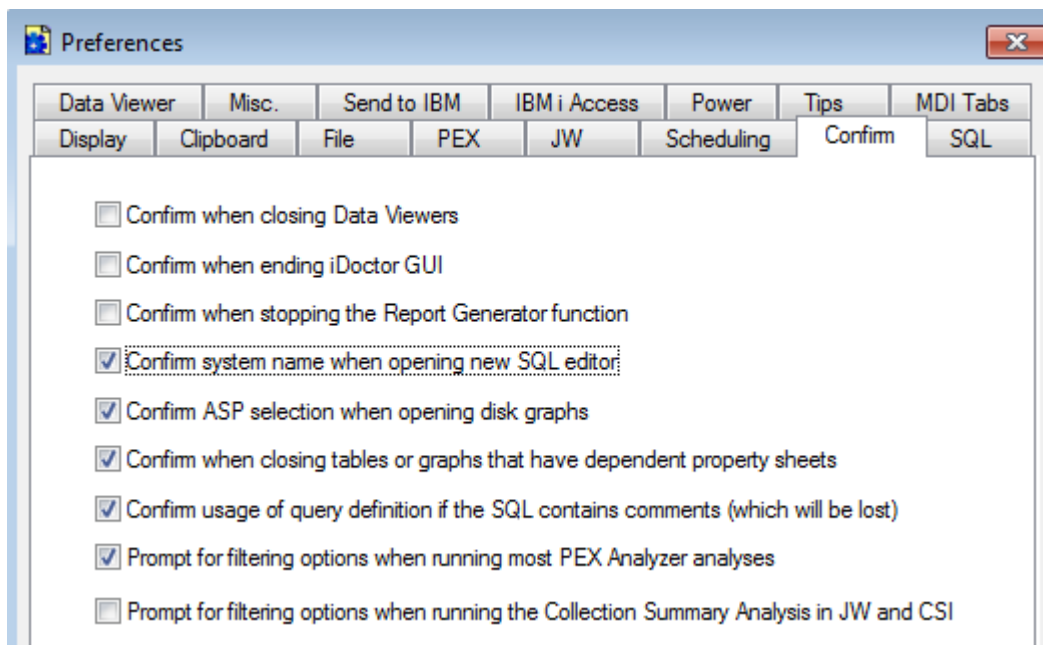 Preferences
Data Viewer Misc. Send to IBM IBM i Access Power Tips MDI Tabs
Display Clipboard File PEX JW Scheduling Confirm SQL
Confirm when closing Data Viewers
Confirm when ending iDoctor GUI
Confirm when stopping the Report Generator function
Confirm system name when opening new SQL editor
Confirm ASP selection when opening disk graphs
Confirm when closing tables or graphs that have dependent property sheets
Confirm usage of query definition if the SQL contains comments (which will be lost)
Prompt for filtering options when running most PEX Analyzer analyses
Prompt for filtering options when running the Collection Summary Analysis in JW and CSI